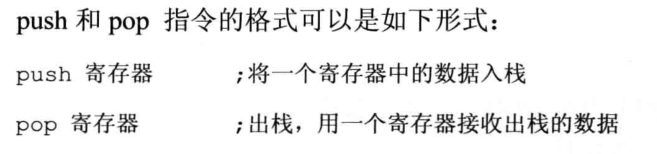 push 和 pop 指令的格式可以是如下形式：
push 寄存器 ;将一个寄存器中的数据入栈
pop 寄存器 ;出栈，用一个寄存器接收出栈的数据